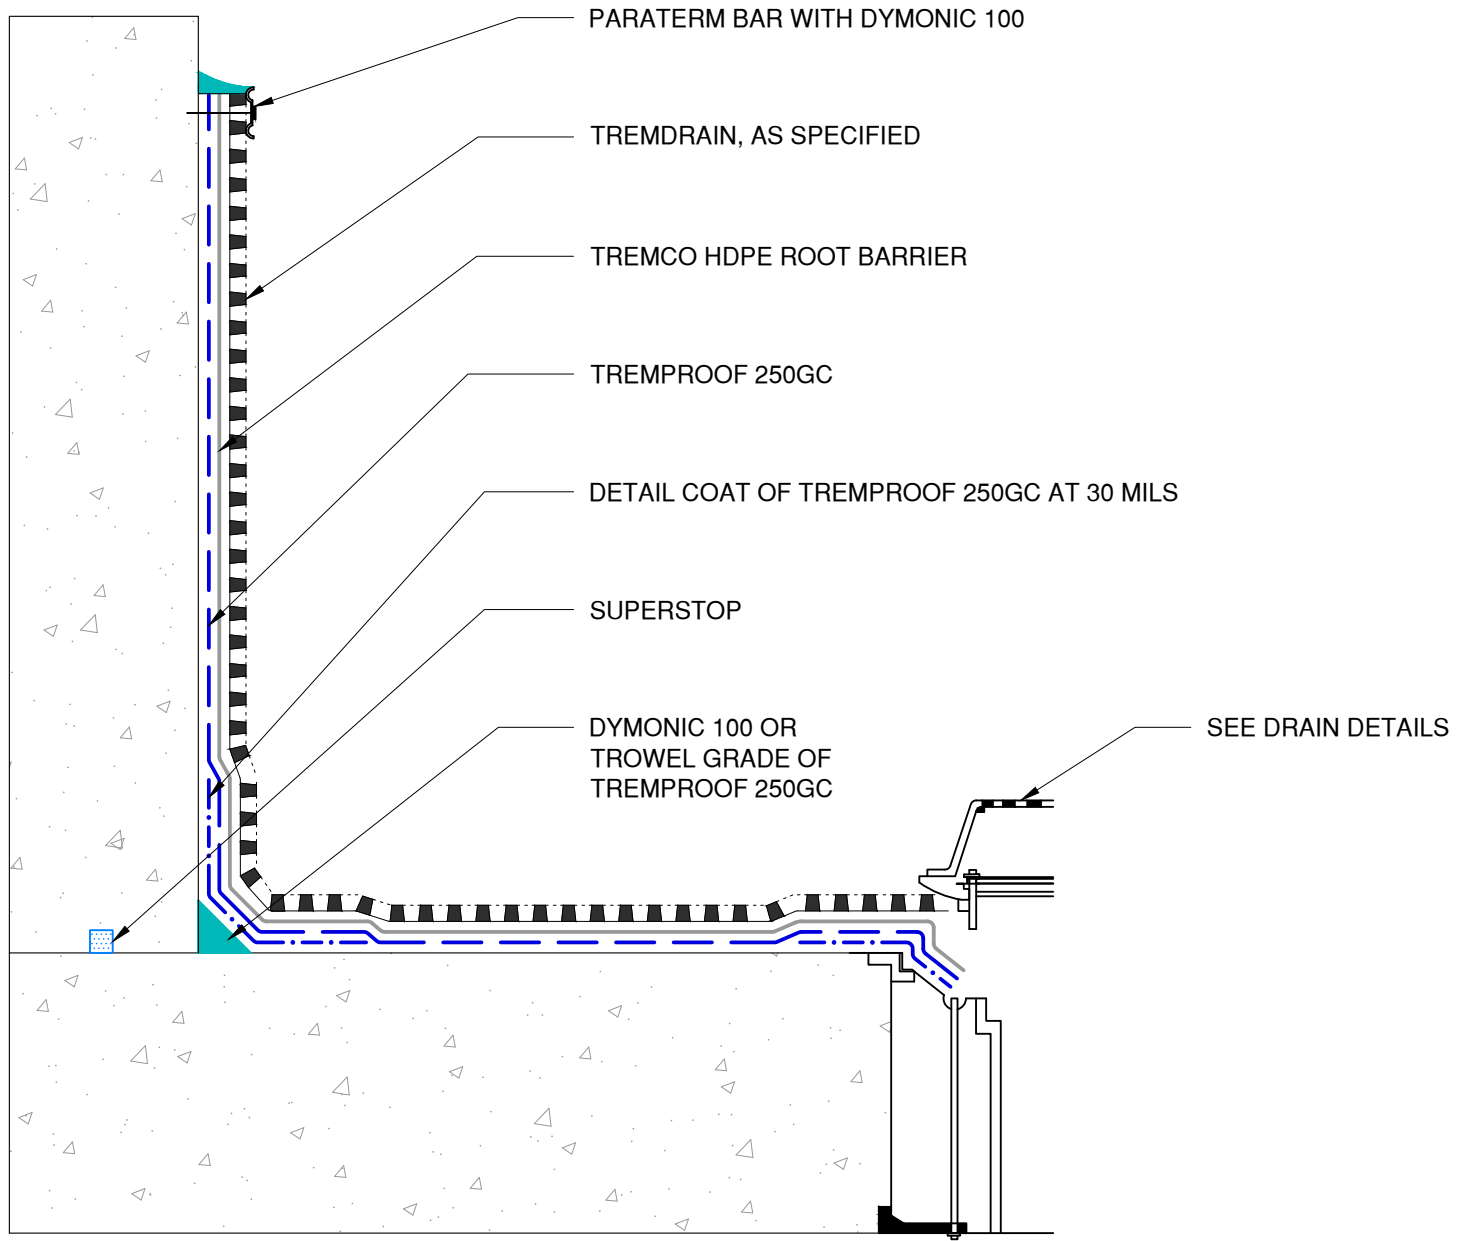 PARATERM BAR WITH DYMONIC 100
TREMDRAIN, AS SPECIFIED
TREMCO HDPE ROOT BARRIER
TREMPROOF 250GC
DETAIL COAT OF TREMPROOF 250GC AT 30 MILS
SUPERSTOP
DYMONIC 100 OR
TROWEL GRADE OF
TREMPROOF 250GC
SEE DRAIN DETAILS